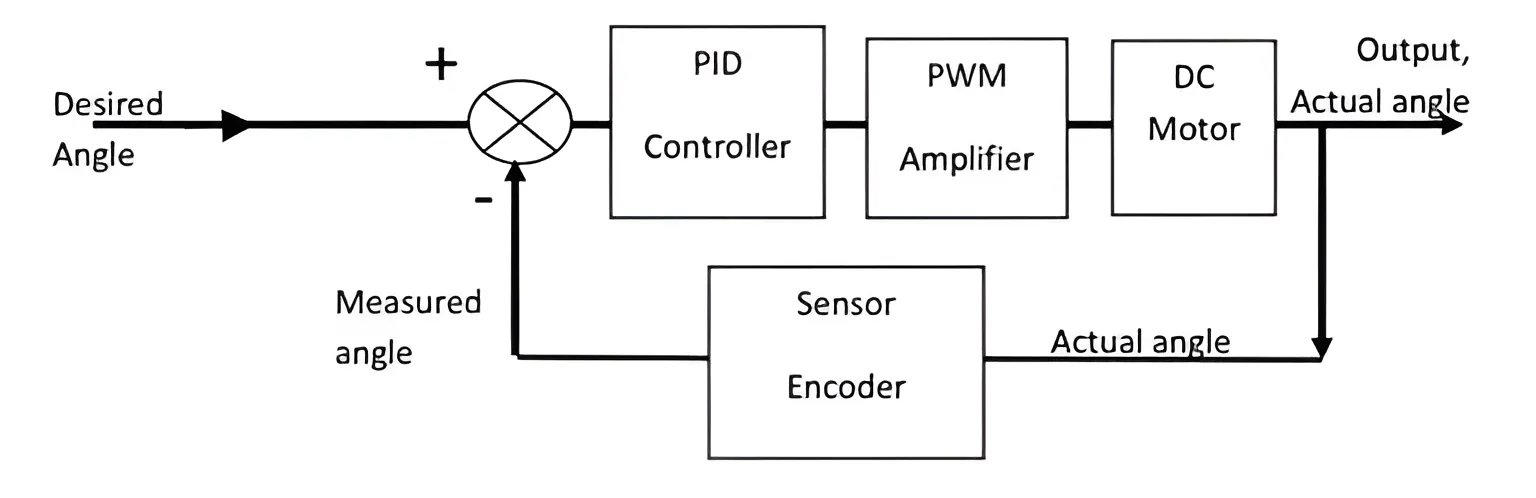 Desired
Angle
+
-
PID
Controller
PWM
Amplifier
DC
Motor
Output,
Actual angle
Measured
angle
Sensor
Encoder
Actual angle